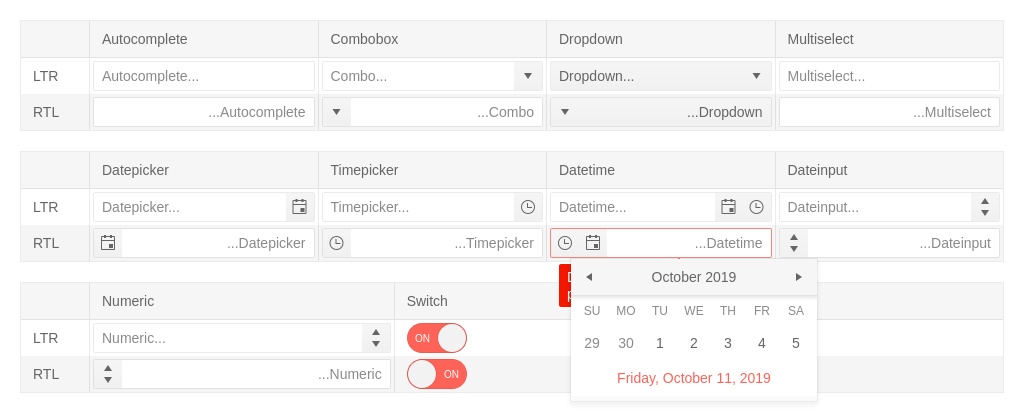 Autocomplete Combobox Dropdown Multiselect
LTR Autocomplete... Combo... Dropdown... Multiselect...
RTL ...Autocomplete ...Combo ...Dropdown ...Multiselect
Datepicker Timepicker Datetime Dateinput
LTR Datepicker... Timepicker... Datetime... Dateinput...
RTL ...Datepicker ...Timepicker ...Datetime ...Dateinput
Numeric Switch
LTR Numeric... ON
RTL ...Numeric ON
October 2019
SU MO TU WE TH FR SA
29 30 1 2 3 4 5
Friday, October 11, 2019